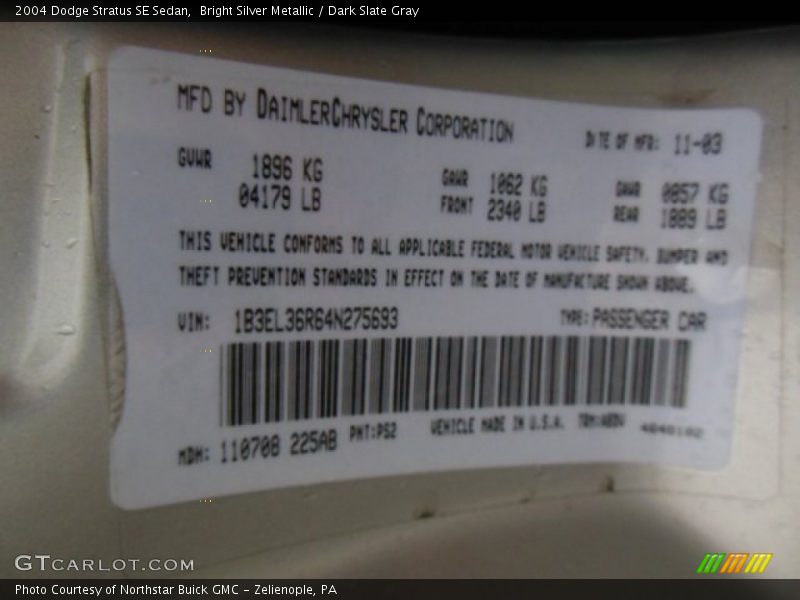 2004 Dodge Stratus SE Sedan,  Bright Silver Metallic / Dark Slate Gray
MFD BY DAIMLERCHRYSLER CORPORATION
DATE OF MFR: 11-03
GVWR 1896 KG
04179 LB
GAWR 1062 KG
FRONT 2340 LB
GAWR 0857 KG
REAR 1889 LB
THIS VEHICLE CONFORMS TO ALL APPLICABLE FEDERAL MOTOR VEHICLE SAFETY, BUMPER AND
THEFT PREVENTION STANDARDS IN EFFECT ON THE DATE OF MANUFACTURE SHOWN ABOVE.
VIN: 1B3EL36R64N275693
TYPE: PASSENGER CAR
MDH: 110708 225AB
PNT: PS2
VEHICLE MADE IN U.S.A.
GTCARLOT.COM
Photo Courtesy of Northstar Buick GMC - Zelienople, PA